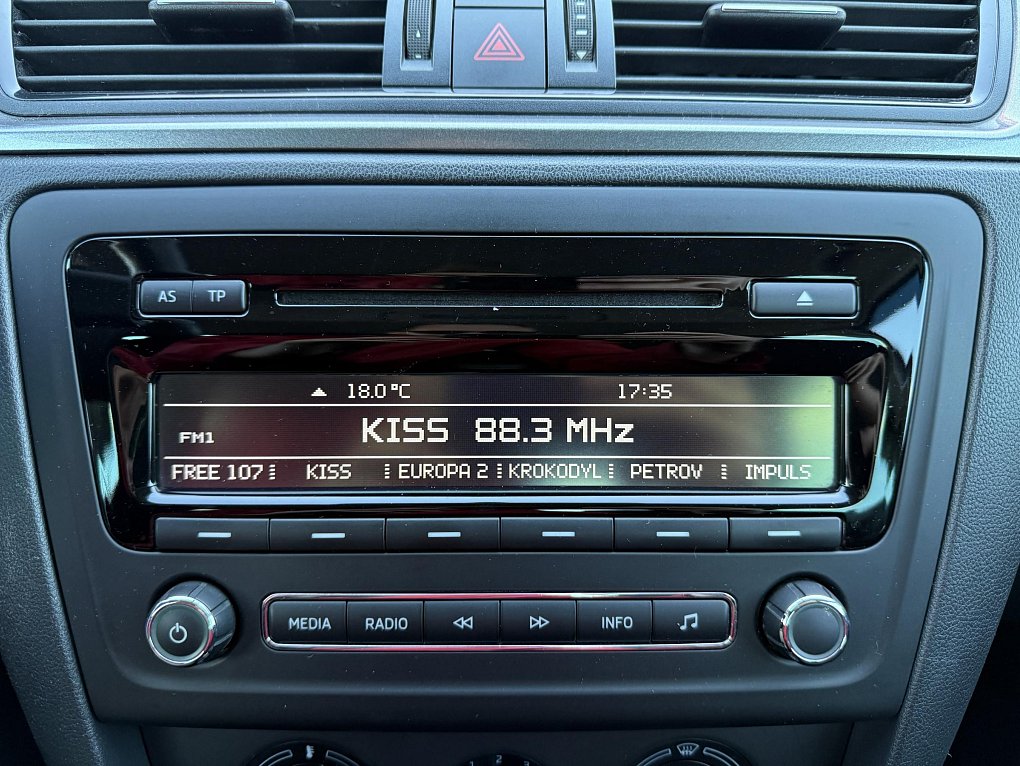 AS TP
18.0 °C 17:35
KISS 88.3 MHz
FM1
FREE 107 KISS EUROPA 2 KROKODYL PETROV IMPULS
MEDIA RADIO INFO
2